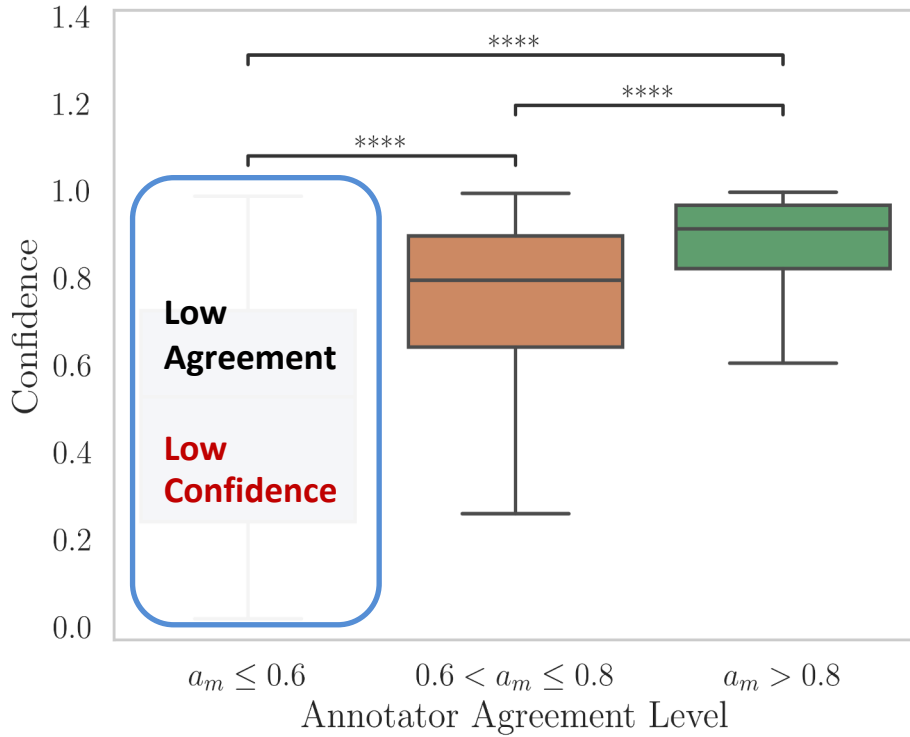 1.4
****
1.2
****
****
1.0
0.8
Low
Agreement
0.6
Confidence
0.4
Low
Confidence
0.2
0.0
a_m ≤ 0.6
0.6 < a_m ≤ 0.8
a_m > 0.8
Annotator Agreement Level